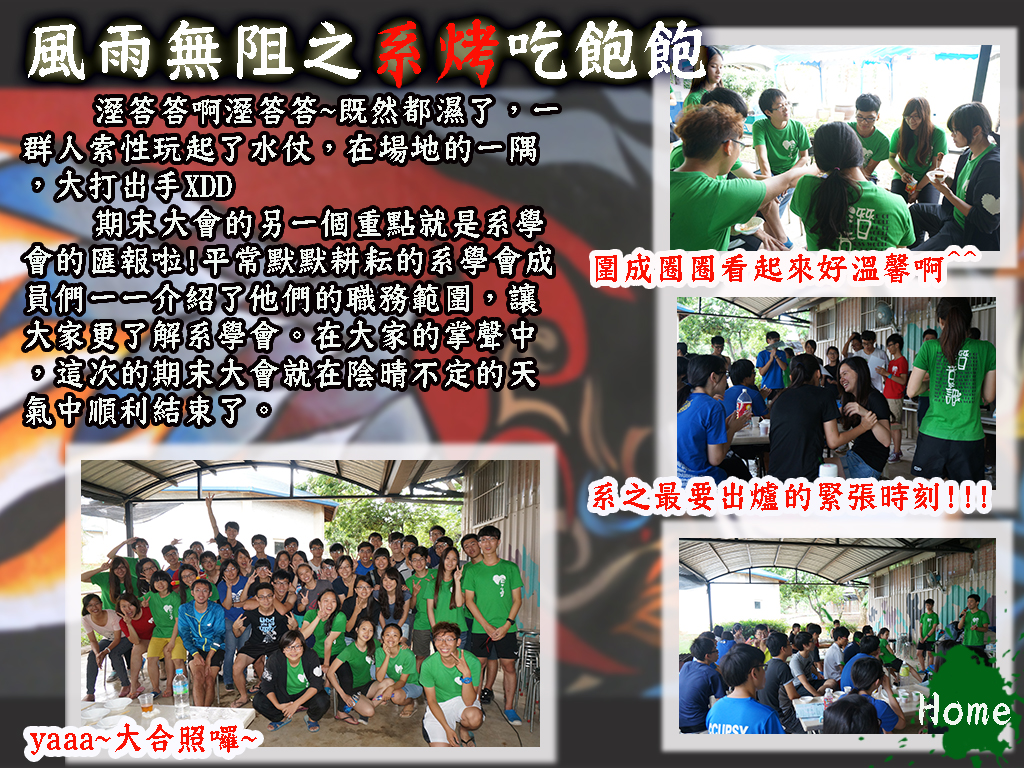 風雨無阻之系烤吃飽飽
溼答答啊溼答答~既然都濕了，一
群人索性玩起了水仗，在場地的一隅
，大打出手XDD
期末大會的另一個重點就是系學
會的匯報啦!平常默默耕耘的系學會成
員們一一介紹了他們的職務範圍，讓
大家更了解系學會。在大家的掌聲中
，這次的期末大會就在陰晴不定的天
氣中順利結束了。
圍成圈圈看起來好溫馨啊^^
系之最要出爐的緊張時刻!!!
yaaa~大合照囉~
Home